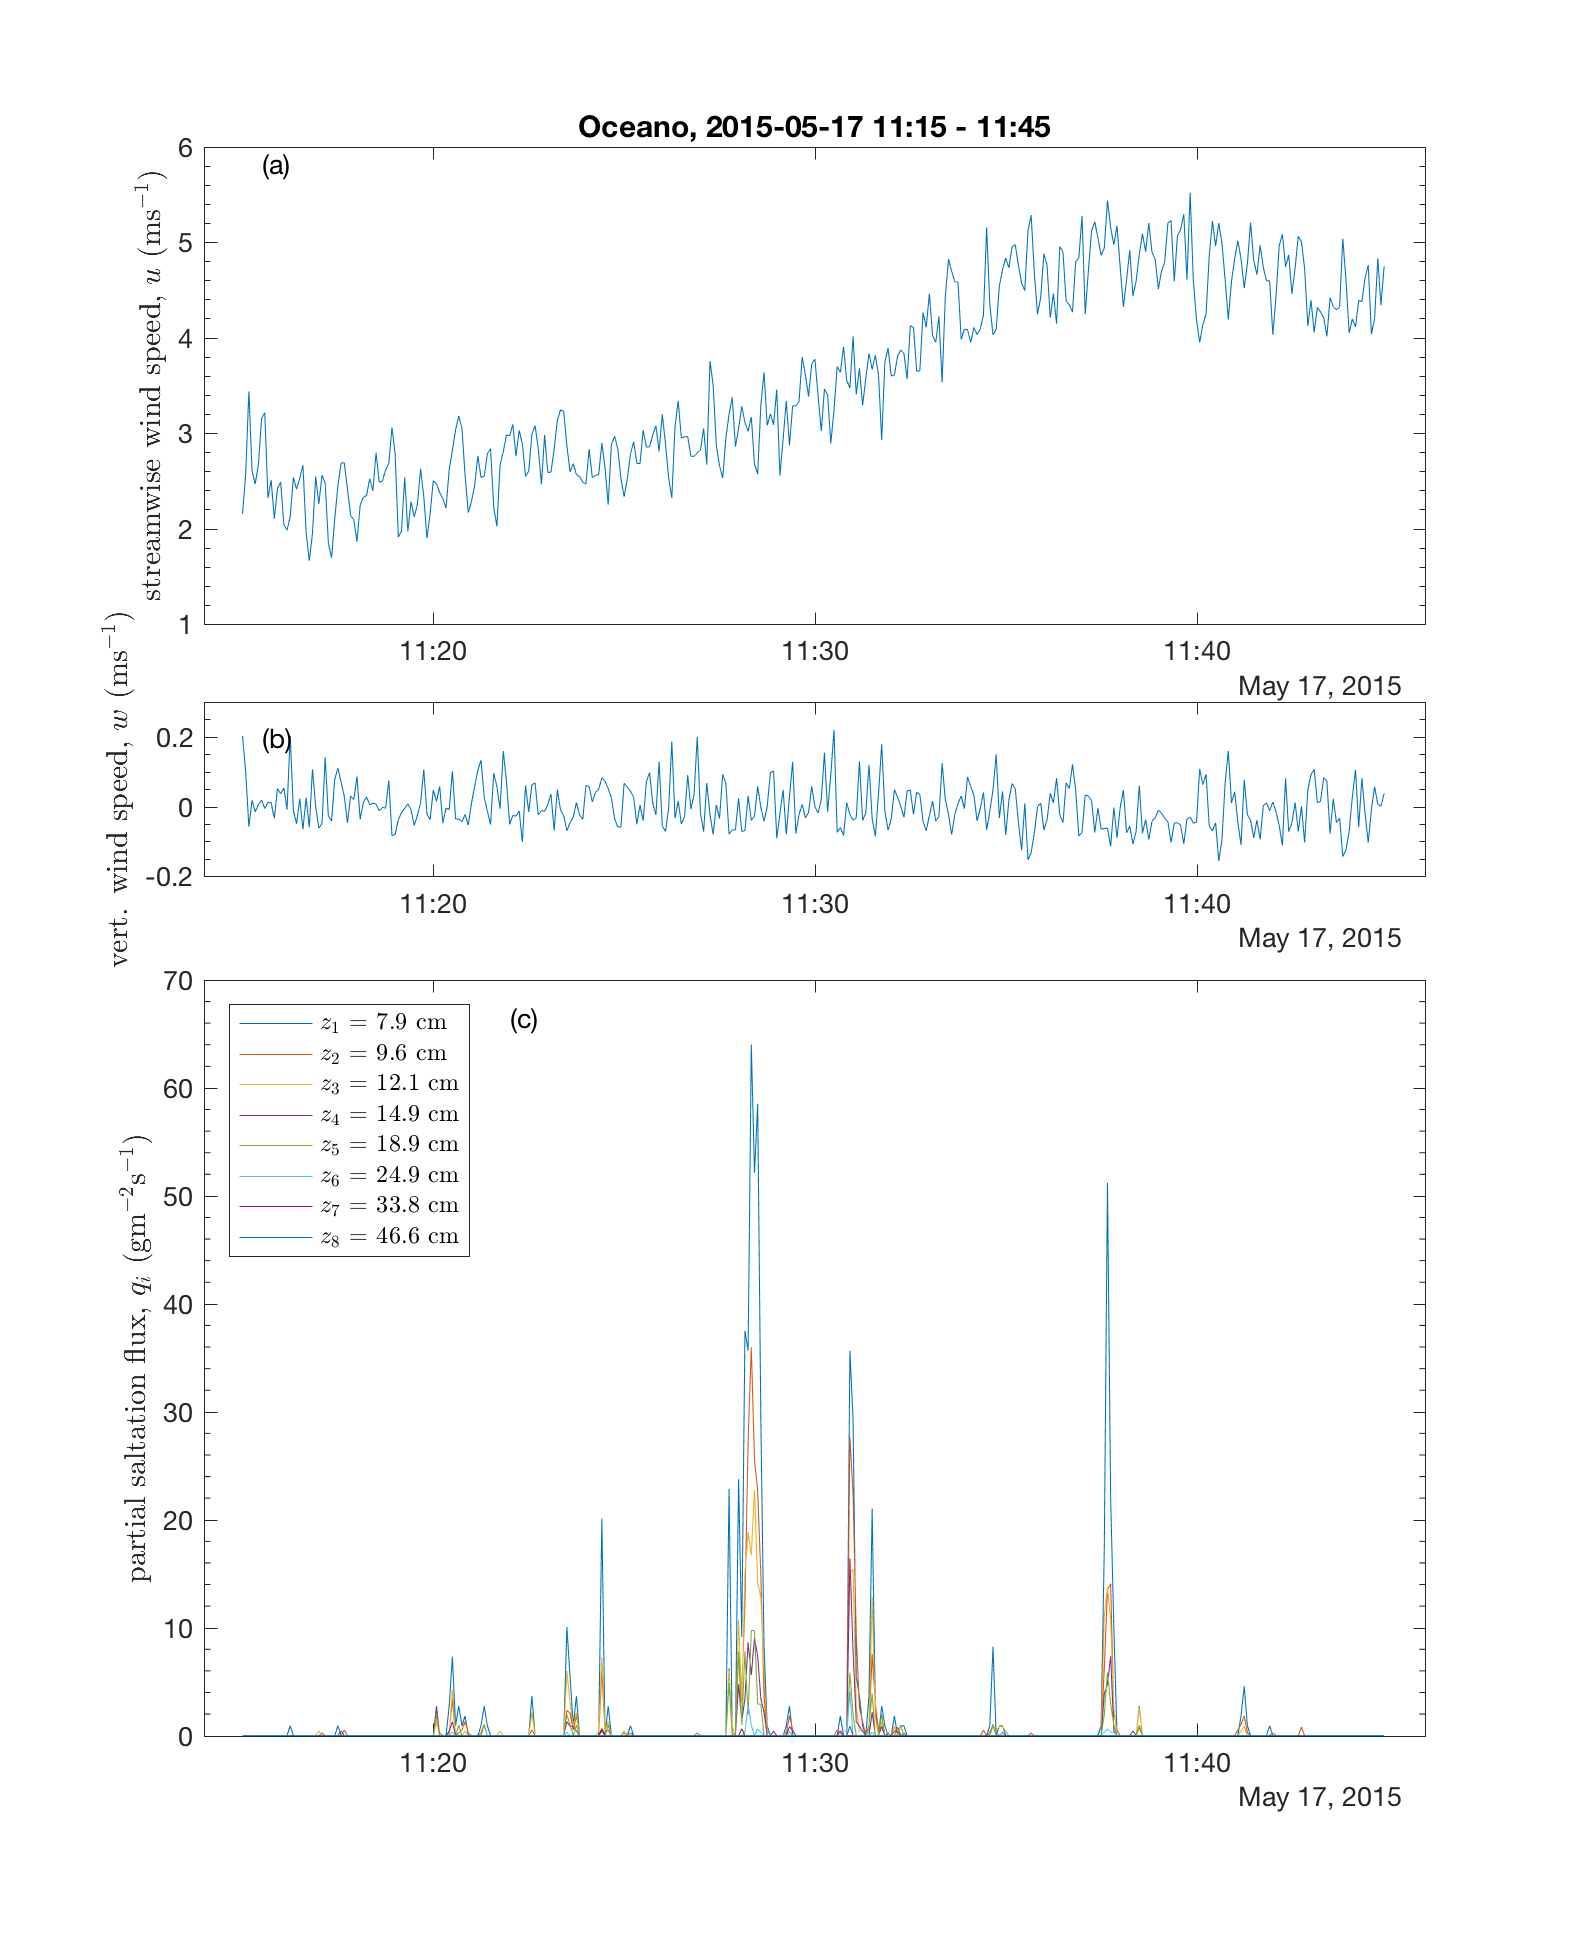 Oceano, 2015-05-17 11:15 - 11:45
(a)
streamwise wind speed, u (ms⁻¹)
6
5
4
3
2
1
11:20 11:30 11:40
May 17, 2015
(b)
vert. wind speed, w (ms⁻¹)
0.2
0
-0.2
11:20 11:30 11:40
May 17, 2015
(c)
partial saltation flux, qᵢ (gm⁻²s⁻¹)
70
60
50
40
30
20
10
0
z₁ = 7.9 cm
z₂ = 9.6 cm
z₃ = 12.1 cm
z₄ = 14.9 cm
z₅ = 18.9 cm
z₆ = 24.9 cm
z₇ = 33.8 cm
z₈ = 46.6 cm
11:20 11:30 11:40
May 17, 2015